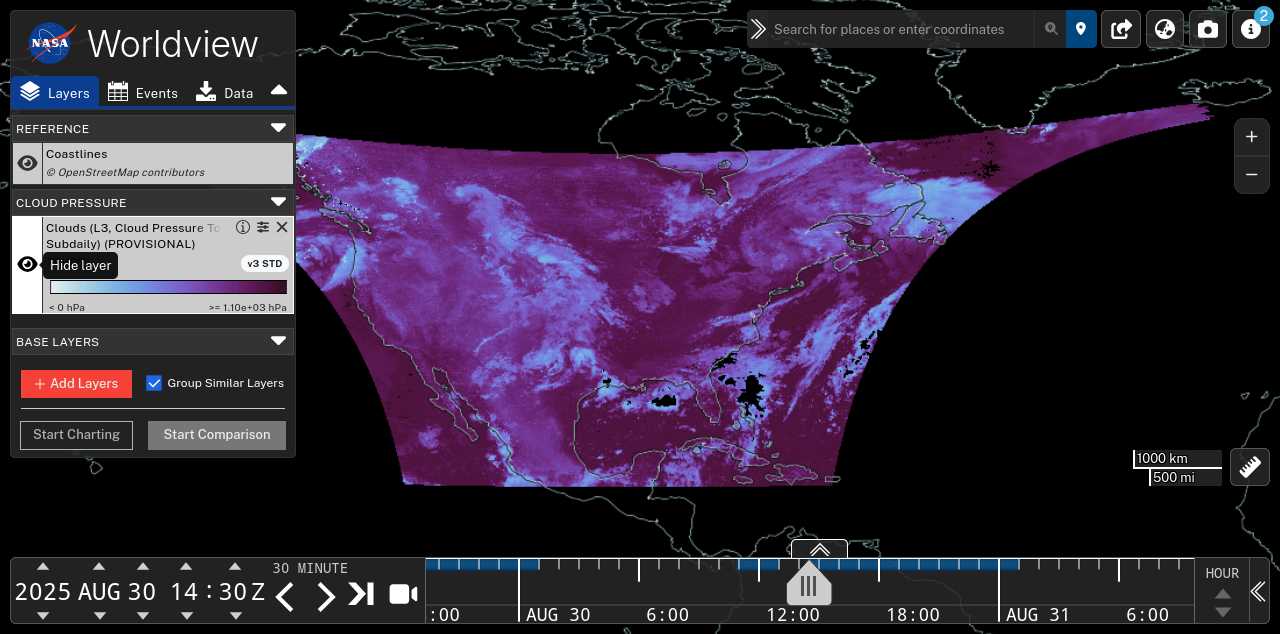 NASA
Worldview
Layers
Events
Data
REFERENCE
Coastlines
© OpenStreetMap contributors
CLOUD PRESSURE
Clouds (L3, Cloud Pressure To
Subdaily) (PROVISIONAL)
Hide layer
v3 STD
< 0 hPa
>= 1.10e+03 hPa
BASE LAYERS
+ Add Layers
Group Similar Layers
Start Charting
Start Comparison
Search for places or enter coordinates
2
+
−
1000 km
500 mi
2025 AUG 30 14 : 30 Z
30 MINUTE
:00
AUG 30
6:00
12:00
18:00
AUG 31
6:00
HOUR